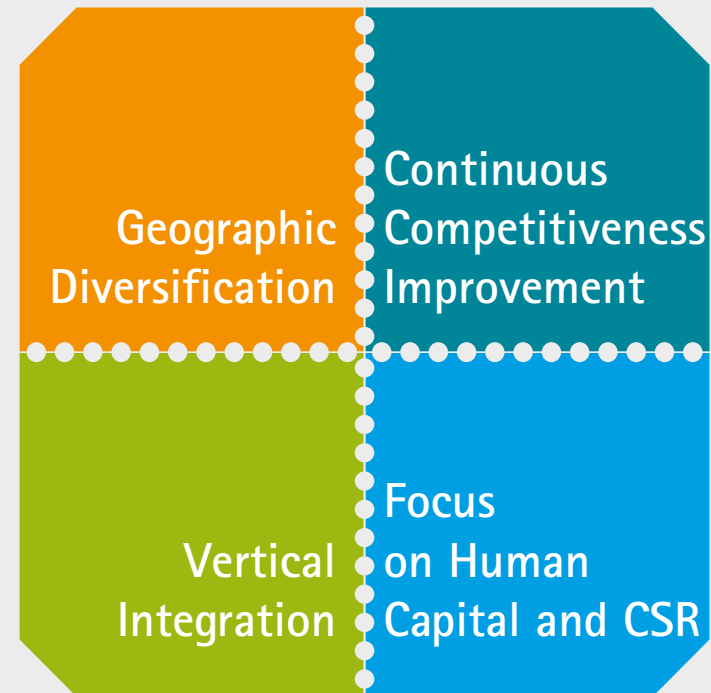 Geographic
Diversification
Continuous
Competitiveness
Improvement
Vertical
Integration
Focus
on Human
Capital and CSR